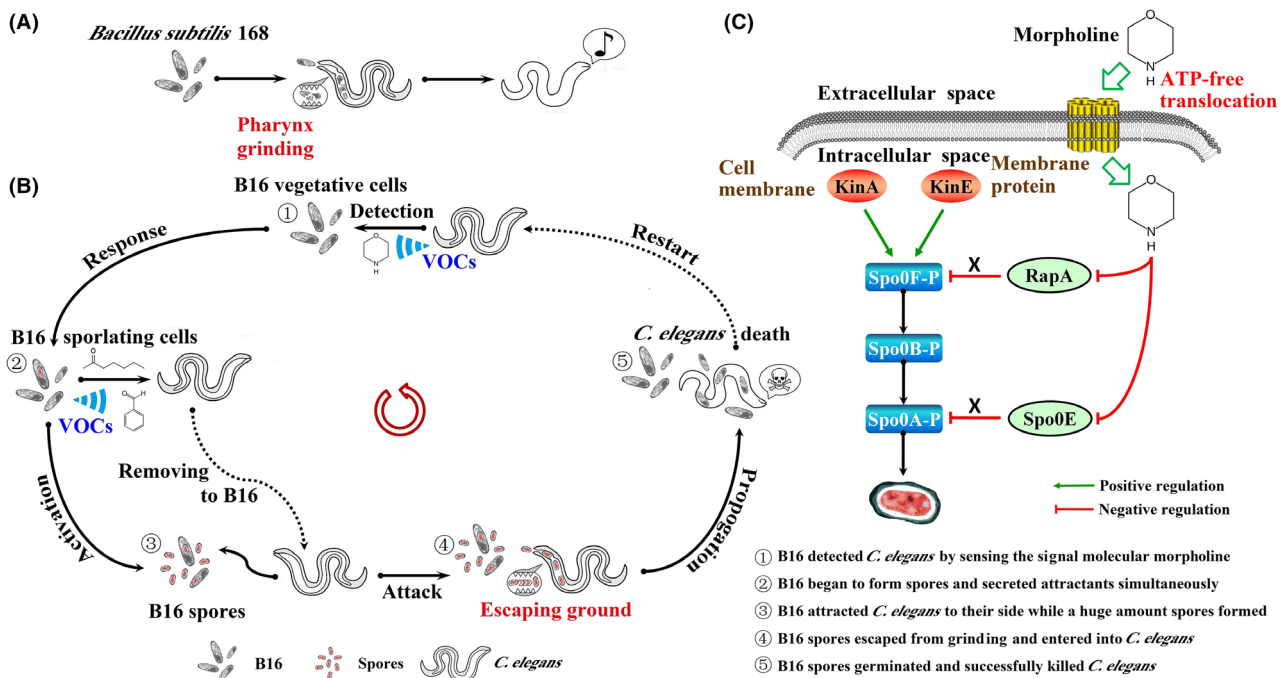 (A)
Bacillus subtilis 168
Pharynx
grinding
(B)
B16 vegetative cells
①
Detection
N
H
O
VOCs
Response
Restart
B16 sporlating cells
②
O
O
H
VOCs
Removing
to B16
Activation
③
B16 spores
Attack
④
Escaping ground
Propogation
C. elegans death
⑤
B16
Spores
C. elegans
(C)
Morpholine
O
N
H
ATP-free
translocation
Extracellular space
Intracellular space
Cell
membrane
Membrane
protein
KinA
KinE
O
N
H
Spo0F-P
X
RapA
Spo0B-P
Spo0A-P
X
Spo0E
Positive regulation
Negative regulation
① B16 detected C. elegans by sensing the signal molecular morpholine
② B16 began to form spores and secreted attractants simultaneously
③ B16 attracted C. elegans to their side while a huge amount spores formed
④ B16 spores escaped from grinding and entered into C. elegans
⑤ B16 spores germinated and successfully killed C. elegans